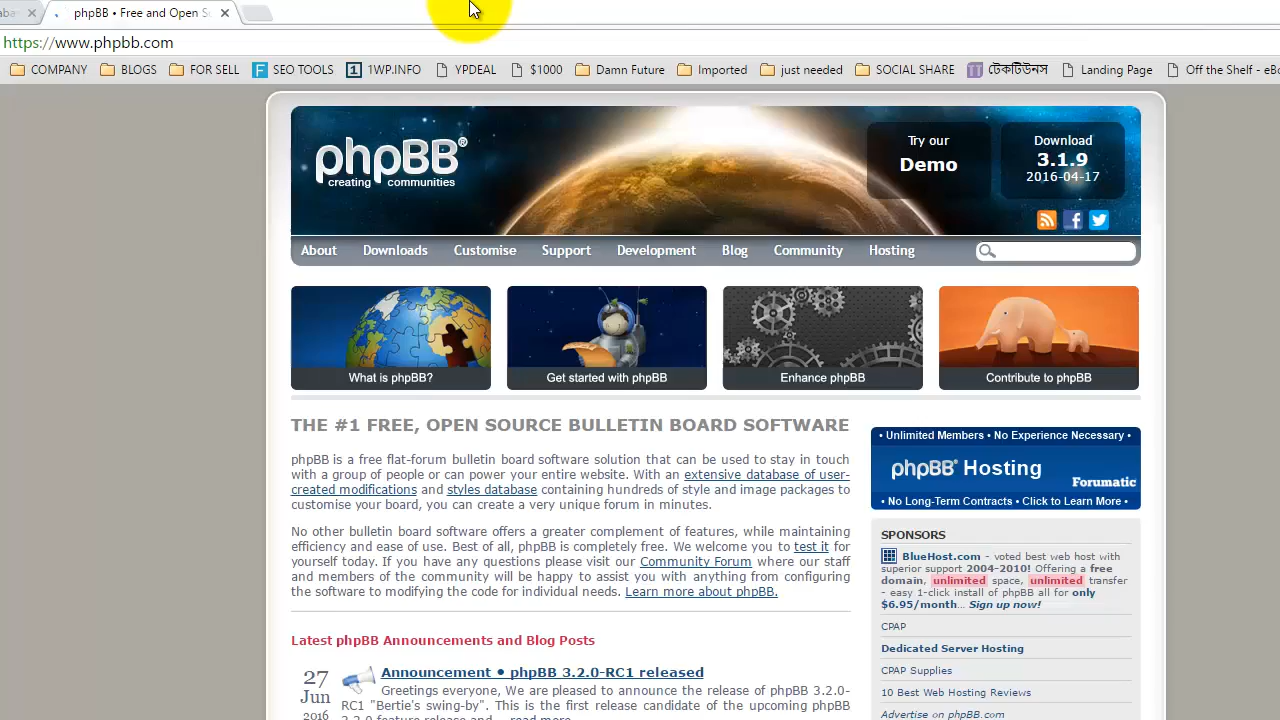 phpBB • Free and Open S
https://www.phpbb.com
COMPANY BLOGS FOR SELL SEO TOOLS 1WP.INFO YPDEAL $1000 Damn Future Imported just needed SOCIAL SHARE টেকটিউনস Landing Page Off the Shelf - eBo
phpBB®
creating communities
Try our
Demo
Download
3.1.9
2016-04-17
About Downloads Customise Support Development Blog Community Hosting
What is phpBB?
Get started with phpBB
Enhance phpBB
Contribute to phpBB
THE #1 FREE, OPEN SOURCE BULLETIN BOARD SOFTWARE
phpBB is a free flat-forum bulletin board software solution that can be used to stay in touch
with a group of people or can power your entire website. With an extensive database of user-
created modifications and styles database containing hundreds of style and image packages to
customise your board, you can create a very unique forum in minutes.
No other bulletin board software offers a greater complement of features, while maintaining
efficiency and ease of use. Best of all, phpBB is completely free. We welcome you to test it for
yourself today. If you have any questions please visit our Community Forum where our staff
and members of the community will be happy to assist you with anything from configuring
the software to modifying the code for individual needs. Learn more about phpBB.
Latest phpBB Announcements and Blog Posts
27
Jun
2016
Announcement • phpBB 3.2.0-RC1 released
Greetings everyone, We are pleased to announce the release of phpBB 3.2.0-
RC1 "Bertie's swing-by". This is the first release candidate of the upcoming phpBB
3.2.0 feature release and... read more
• Unlimited Members • No Experience Necessary •
phpBB® Hosting
Forumatic
• No Long-Term Contracts • Click to Learn More •
SPONSORS
BlueHost.com - voted best web host with
superior support 2004-2010! Offering a free
domain, unlimited space, unlimited transfer
- easy 1-click install of phpBB all for only
$6.95/month... Sign up now!
CPAP
Dedicated Server Hosting
CPAP Supplies
10 Best Web Hosting Reviews
Advertise on phpBB.com